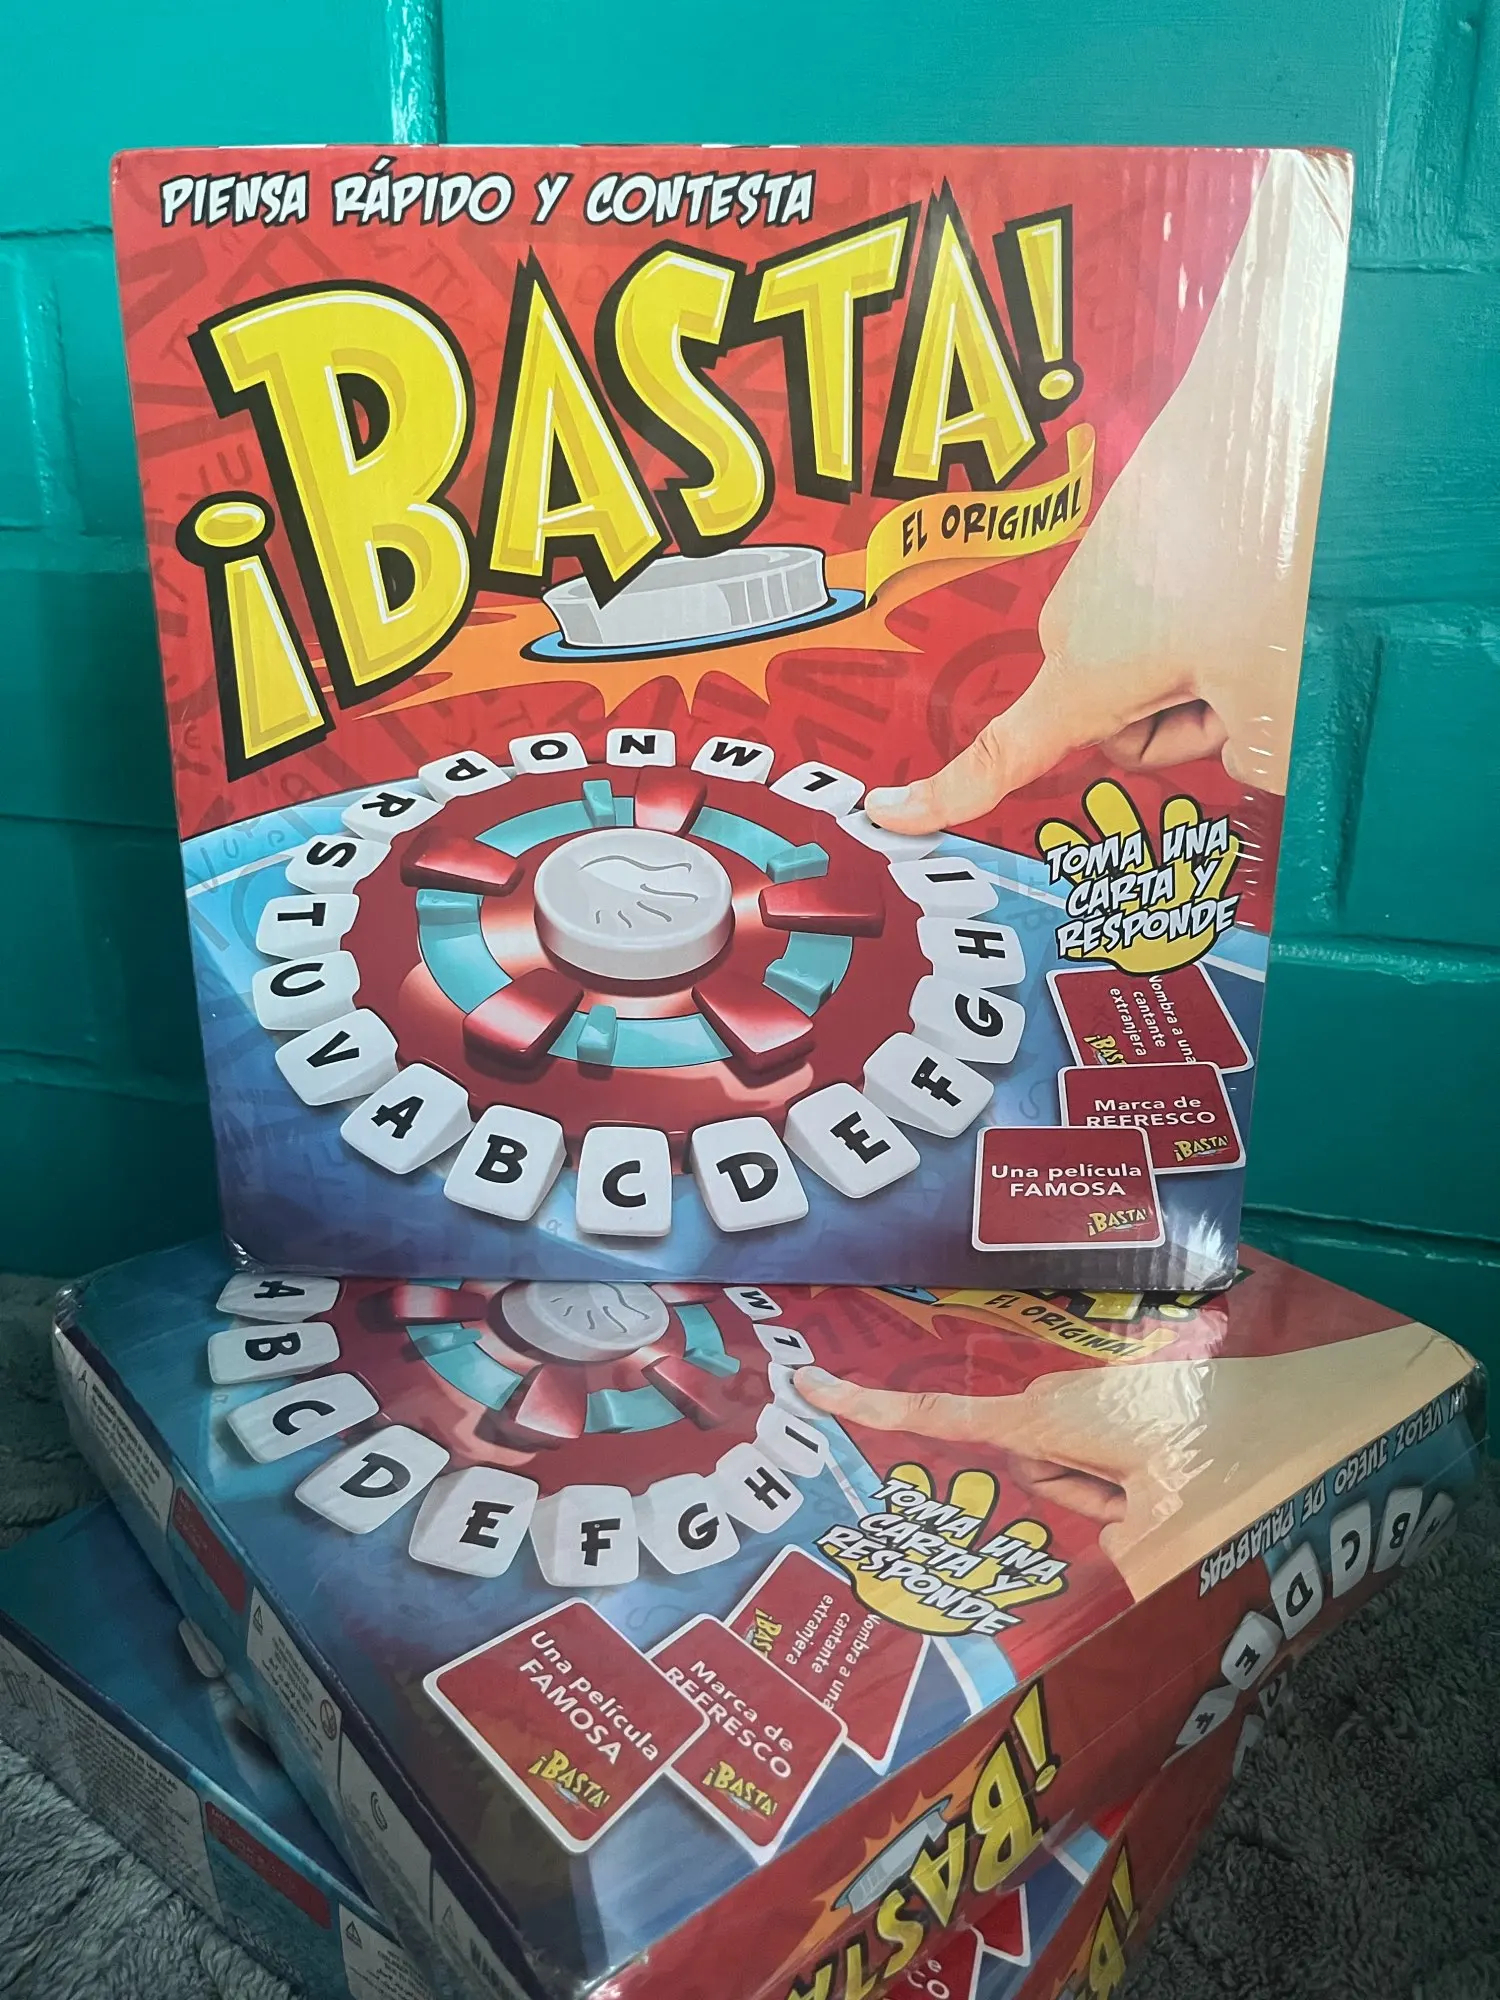 PIENSA RÁPIDO Y CONTESTA
¡BASTA!
EL ORIGINAL
P O N M L
R
S
T
U
V
A
B
C
D
E
F
G
H
I
TOMA UNA
CARTA Y
RESPONDE
Nombra a una
cantante
extranjera
¡BAS
Marca de
REFRESCO
¡BASTA!
Una película
FAMOSA
¡BASTA!
EL ORIGINAL
M
L
A
B
C
D
E
F
G
H
I
TOMA UNA
CARTA Y
RESPONDE
Nombra a una
cantante
extranjera
¡BAS
Marca de
REFRESCO
¡BASTA!
Una película
FAMOSA
¡BASTA!
UN VELOZ JUEGO DE PALABRAS
A
B
C
D
E
F
¡BASTA!
¡BASTA!